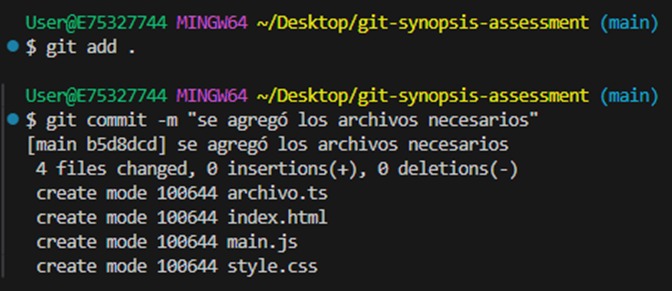 User@E75327744 MINGW64 ~/Desktop/git-synopsis-assessment (main)
$ git add .
User@E75327744 MINGW64 ~/Desktop/git-synopsis-assessment (main)
$ git commit -m "se agregó los archivos necesarios"
[main b5d8dcd] se agregó los archivos necesarios
4 files changed, 0 insertions(+), 0 deletions(-)
create mode 100644 archivo.ts
create mode 100644 index.html
create mode 100644 main.js
create mode 100644 style.css